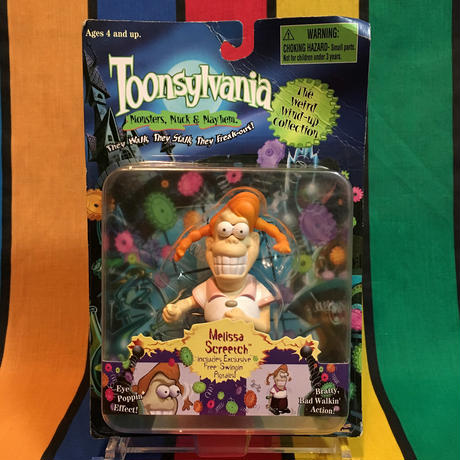 Ages 4 and up.
WARNING:
CHOKING HAZARD- Small parts.
Not for children under 3 years.
Toonsylvania
Monsters, Muck & Mayhem.
They Walk, They Stalk, They Freak-out!
The
Weird
Wind-up
Collection
Melissa
Screetch
Includes Exclusive
Free Swingin'
Pigtails!
Eye
Poppin'
Effect!
Bratty,
Bad Walkin'
Action!